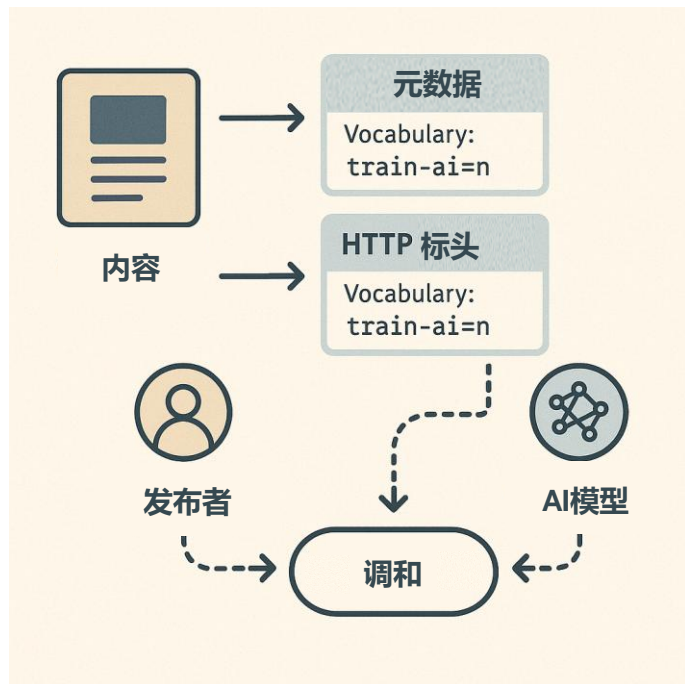 元数据
Vocabulary:
train-ai=n
内容
HTTP 标头
Vocabulary:
train-ai=n
发布者
AI模型
调和